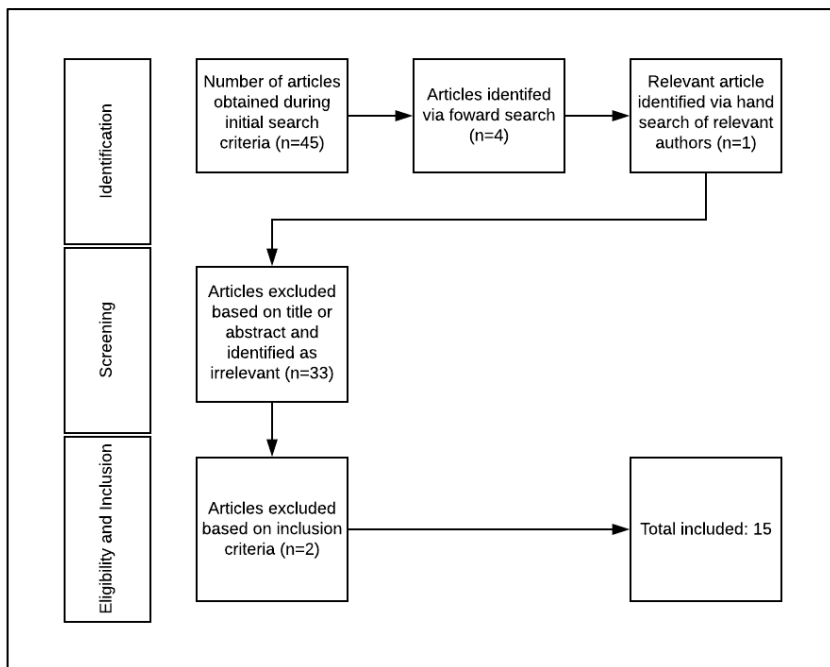 Identification
Number of articles
obtained during
initial search
criteria (n=45)
Articles identifed
via foward search
(n=4)
Relevant article
identified via hand
search of relevant
authors (n=1)
Screening
Articles excluded
based on title or
abstract and
identified as
irrelevant (n=33)
Eligibility and Inclusion
Articles excluded
based on inclusion
criteria (n=2)
Total included: 15